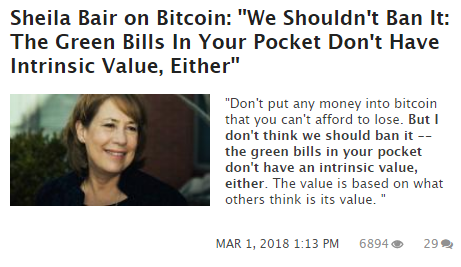 Sheila Bair on Bitcoin: "We Shouldn't Ban It:
The Green Bills In Your Pocket Don't Have
Intrinsic Value, Either"
"Don't put any money into bitcoin
that you can't afford to lose. But I
don't think we should ban it --
the green bills in your pocket
don't have an intrinsic value,
either. The value is based on what
others think is its value. "
MAR 1, 2018 1:13 PM 6894 29